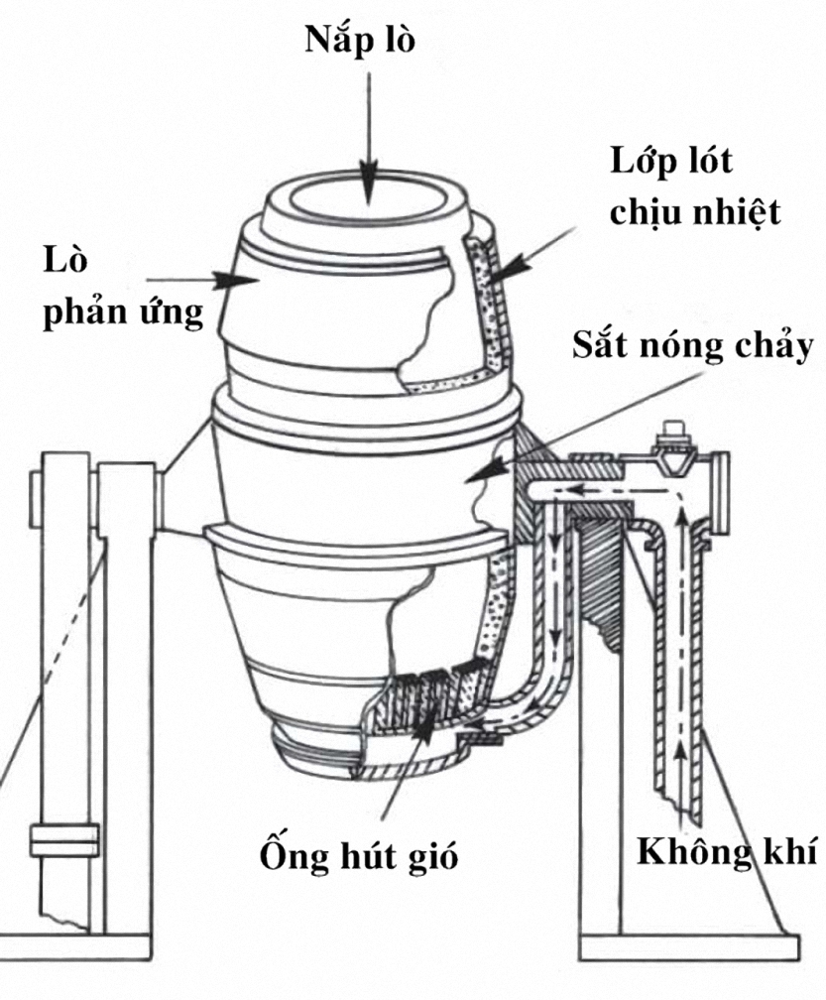 Nắp lò
Lớp lót
chịu nhiệt
Lò
phản ứng
Sắt nóng chảy
Ống hút gió
Không khí